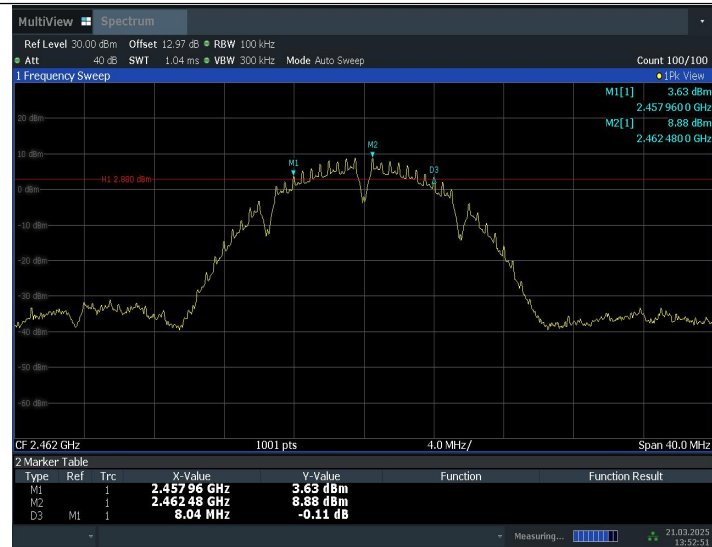 MultiView Spectrum
Ref Level 30.00 dBm Offset 12.97 dB RBW 100 kHz
Att 40 dB SWT 1.04 ms VBW 300 kHz Mode Auto Sweep Count 100/100
1 Frequency Sweep 1Pk View
M1[1] 3.63 dBm
2.457 960 0 GHz
M2[1] 8.88 dBm
2.462 480 0 GHz
20 dBm
M2
10 dBm
M1
D3
H1 2.880 dBm
0 dBm
-10 dBm
-20 dBm
-30 dBm
-40 dBm
-50 dBm
-60 dBm
CF 2.462 GHz 1001 pts 4.0 MHz/ Span 40.0 MHz
2 Marker Table
Type Ref Trc X-Value Y-Value Function Function Result
M1 1 2.457 96 GHz 3.63 dBm
M2 1 2.462 48 GHz 8.88 dBm
D3 M1 1 8.04 MHz -0.11 dB
Measuring... 21.03.2025
13:52:51